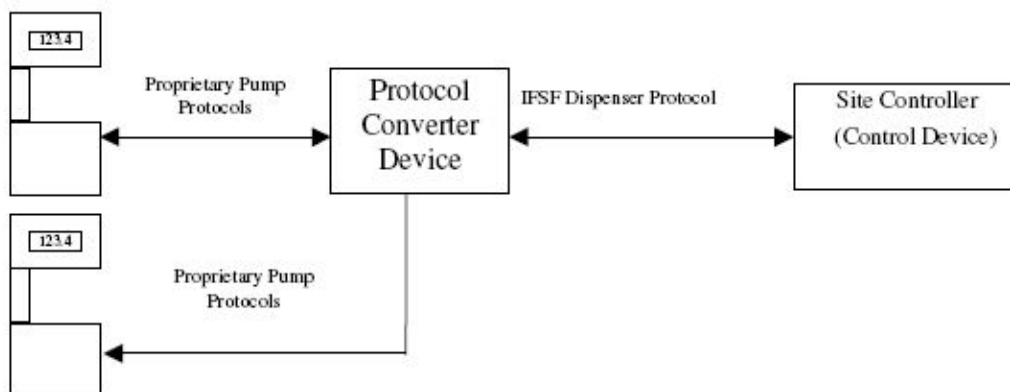 123.4
Proprietary Pump
Protocols
Protocol
Converter
Device
IFSF Dispenser Protocol
Site Controller
(Control Device)
123.4
Proprietary Pump
Protocols